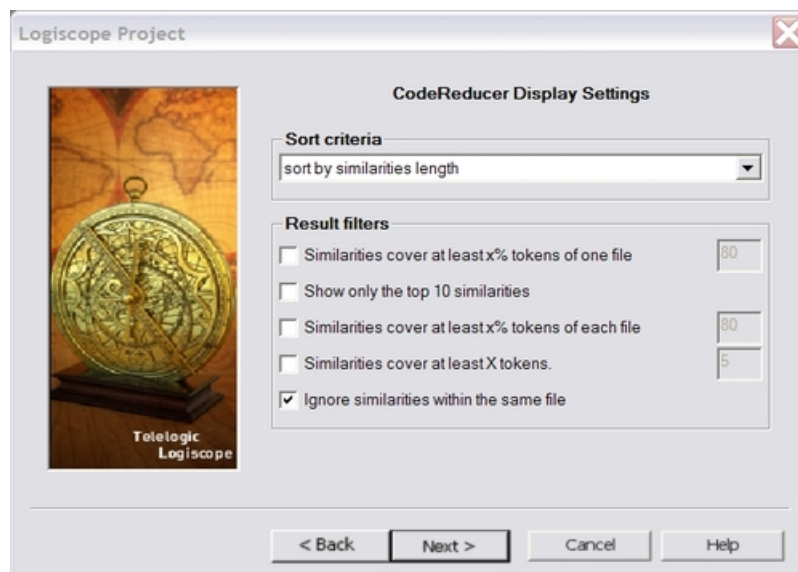 Logiscope Project
CodeReducer Display Settings
Sort criteria
sort by similarities length
Result filters
Similarities cover at least x% tokens of one file 80
Show only the top 10 similarities
Similarities cover at least x% tokens of each file 80
Similarities cover at least X tokens. 5
Ignore similarities within the same file
Telelogic
Logiscope
< Back Next > Cancel Help